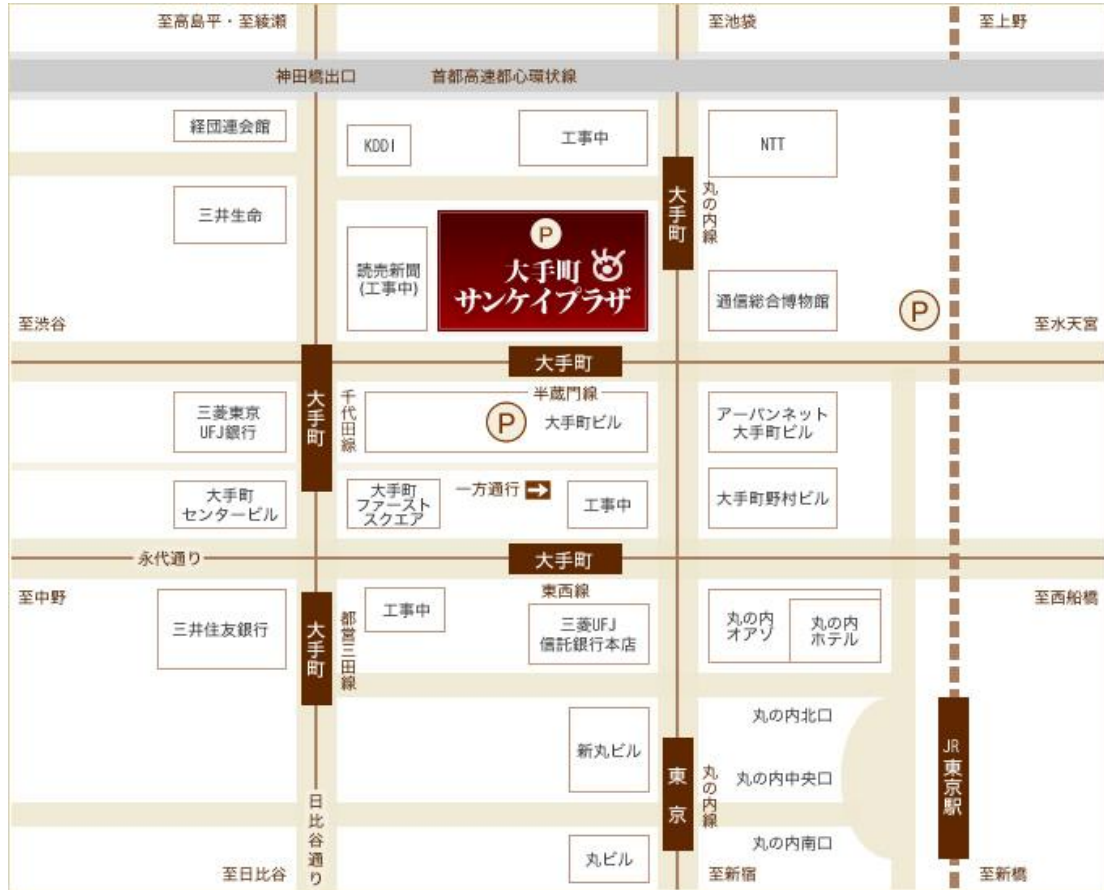 至高島平・至綾瀬
至池袋
至上野
神田橋出口
首都高速都心環状線
経団連会館
KDDI
工事中
NTT
大手町
丸の内線
三井生命
読売新聞
(工事中)
P
大手町
サンケイプラザ
通信総合博物館
P
至渋谷
至水天宮
大手町
大手町
千代田線
半蔵門線
三菱東京
UFJ銀行
P
大手町ビル
アーバンネット
大手町ビル
大手町
センタービル
大手町
ファースト
スクエア
一方通行
工事中
大手町野村ビル
永代通り
大手町
至中野
東西線
至西船橋
三井住友銀行
大手町
都営三田線
工事中
三菱UFJ
信託銀行本店
丸の内
オアゾ
丸の内
ホテル
丸の内北口
新丸ビル
東京
丸の内線
丸の内中央口
JR東京駅
日比谷通り
丸の内南口
丸ビル
至日比谷
至新宿
至新橋